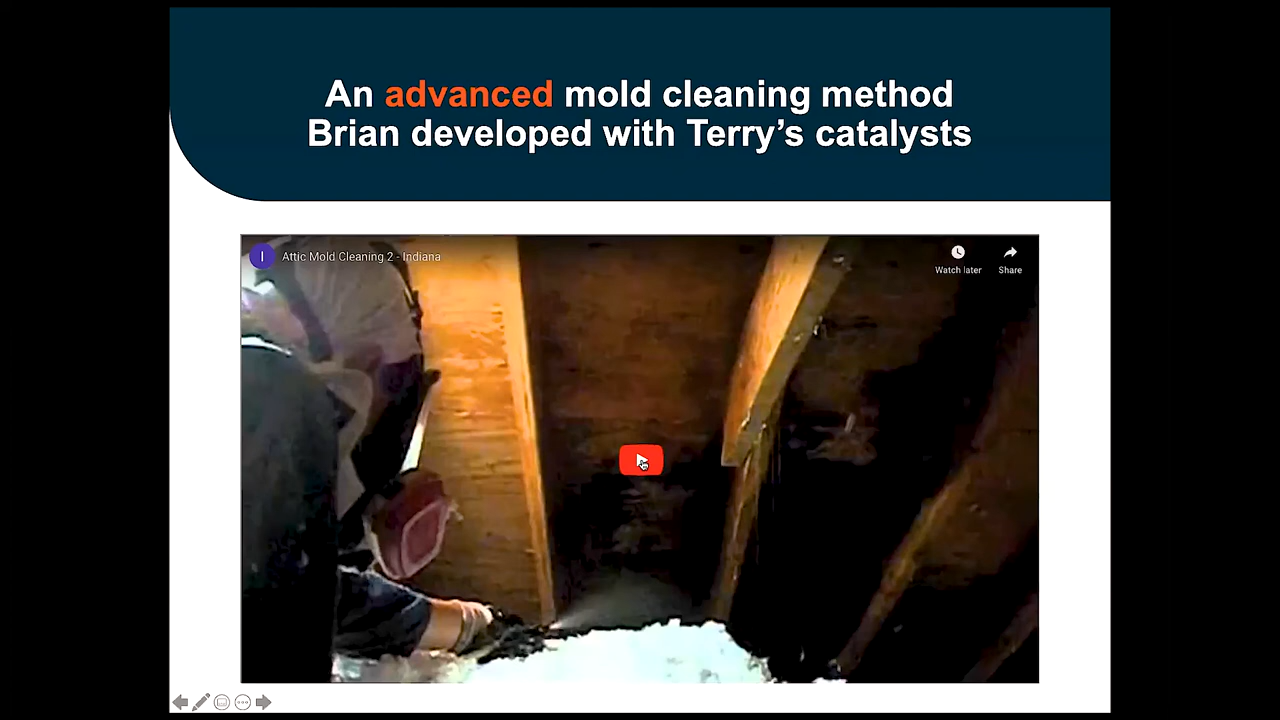 An advanced mold cleaning method
Brian developed with Terry’s catalysts
I
Attic Mold Cleaning 2 - Indiana
Watch later
Share